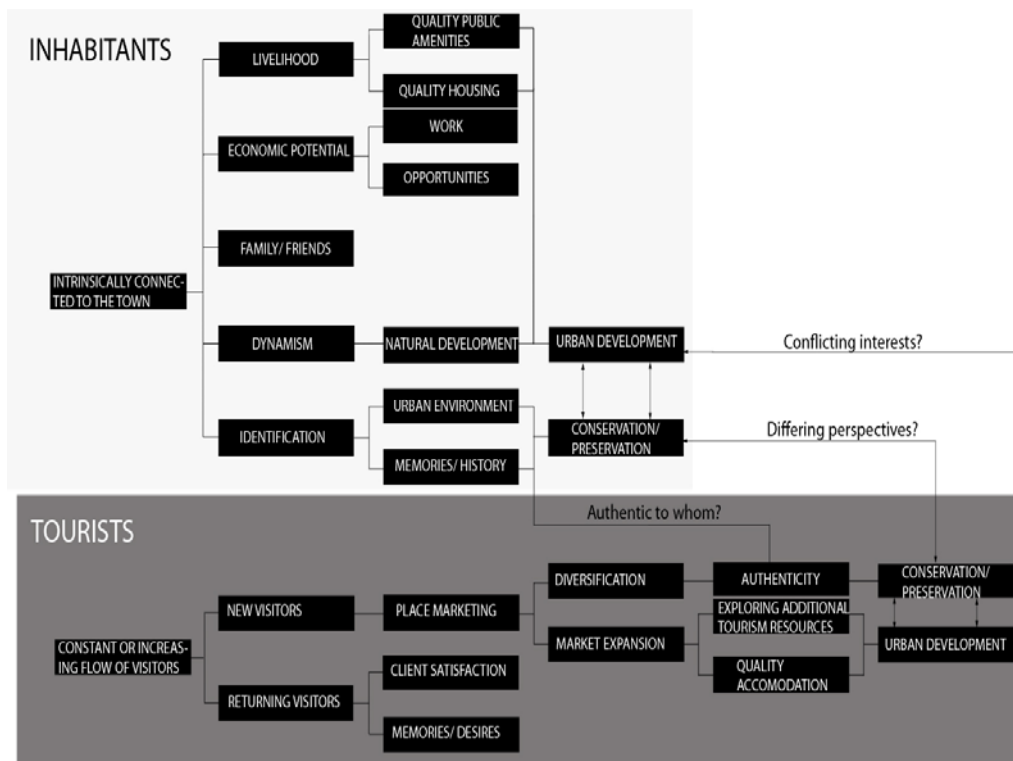 INHABITANTS
QUALITY PUBLIC
AMENITIES
LIVELIHOOD
QUALITY HOUSING
WORK
ECONOMIC POTENTIAL
OPPORTUNITIES
FAMILY/ FRIENDS
INTRINSICALLY CONNEC-
TED TO THE TOWN
DYNAMISM
NATURAL DEVELOPMENT
URBAN DEVELOPMENT
Conflicting interests?
URBAN ENVIRONMENT
IDENTIFICATION
CONSERVATION/
PRESERVATION
Differing perspectives?
MEMORIES/ HISTORY
Authentic to whom?
TOURISTS
DIVERSIFICATION
AUTHENTICITY
CONSERVATION/
PRESERVATION
NEW VISITORS
PLACE MARKETING
EXPLORING ADDITIONAL
TOURISM RESOURCES
MARKET EXPANSION
URBAN DEVELOPMENT
CONSTANT OR INCREAS-
ING FLOW OF VISITORS
CLIENT SATISFACTION
QUALITY
ACCOMODATION
RETURNING VISITORS
MEMORIES/ DESIRES